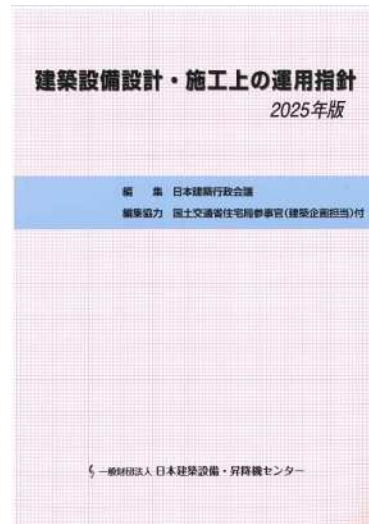 建築設備設計・施工上の運用指針
2025年版
編 集 日本建築行政会議
編集協力 国土交通省住宅局参事官(建築企画担当)付
一般財団法人 日本建築設備・昇降機センター